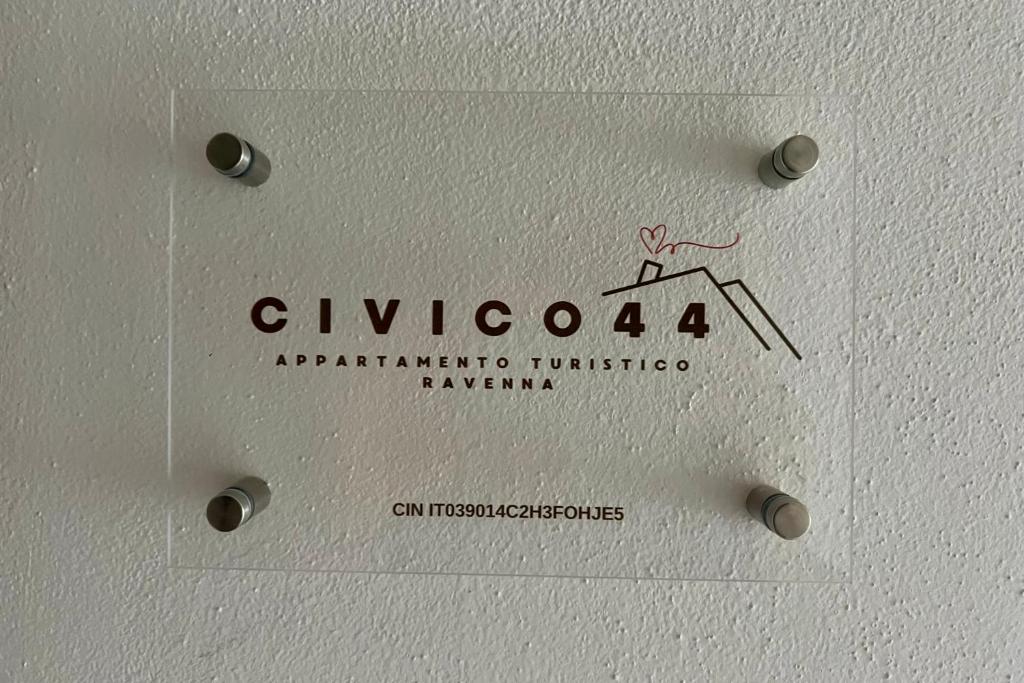 CIVICO44
APPARTAMENTO TURISTICO
RAVENNA
CIN IT039014C2H3FOHJE5